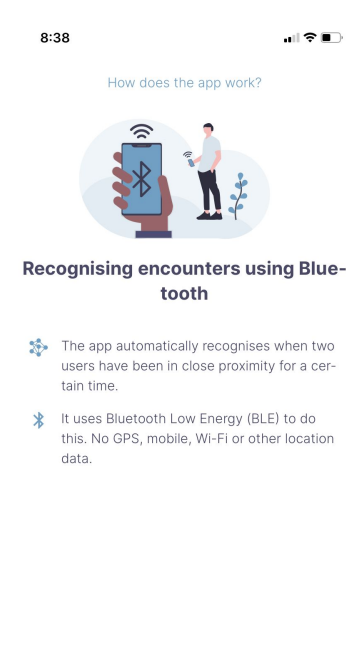 8:38
How does the app work?
Recognising encounters using Blue-
tooth
The app automatically recognises when two
users have been in close proximity for a cer-
tain time.
It uses Bluetooth Low Energy (BLE) to do
this. No GPS, mobile, Wi-Fi or other location
data.